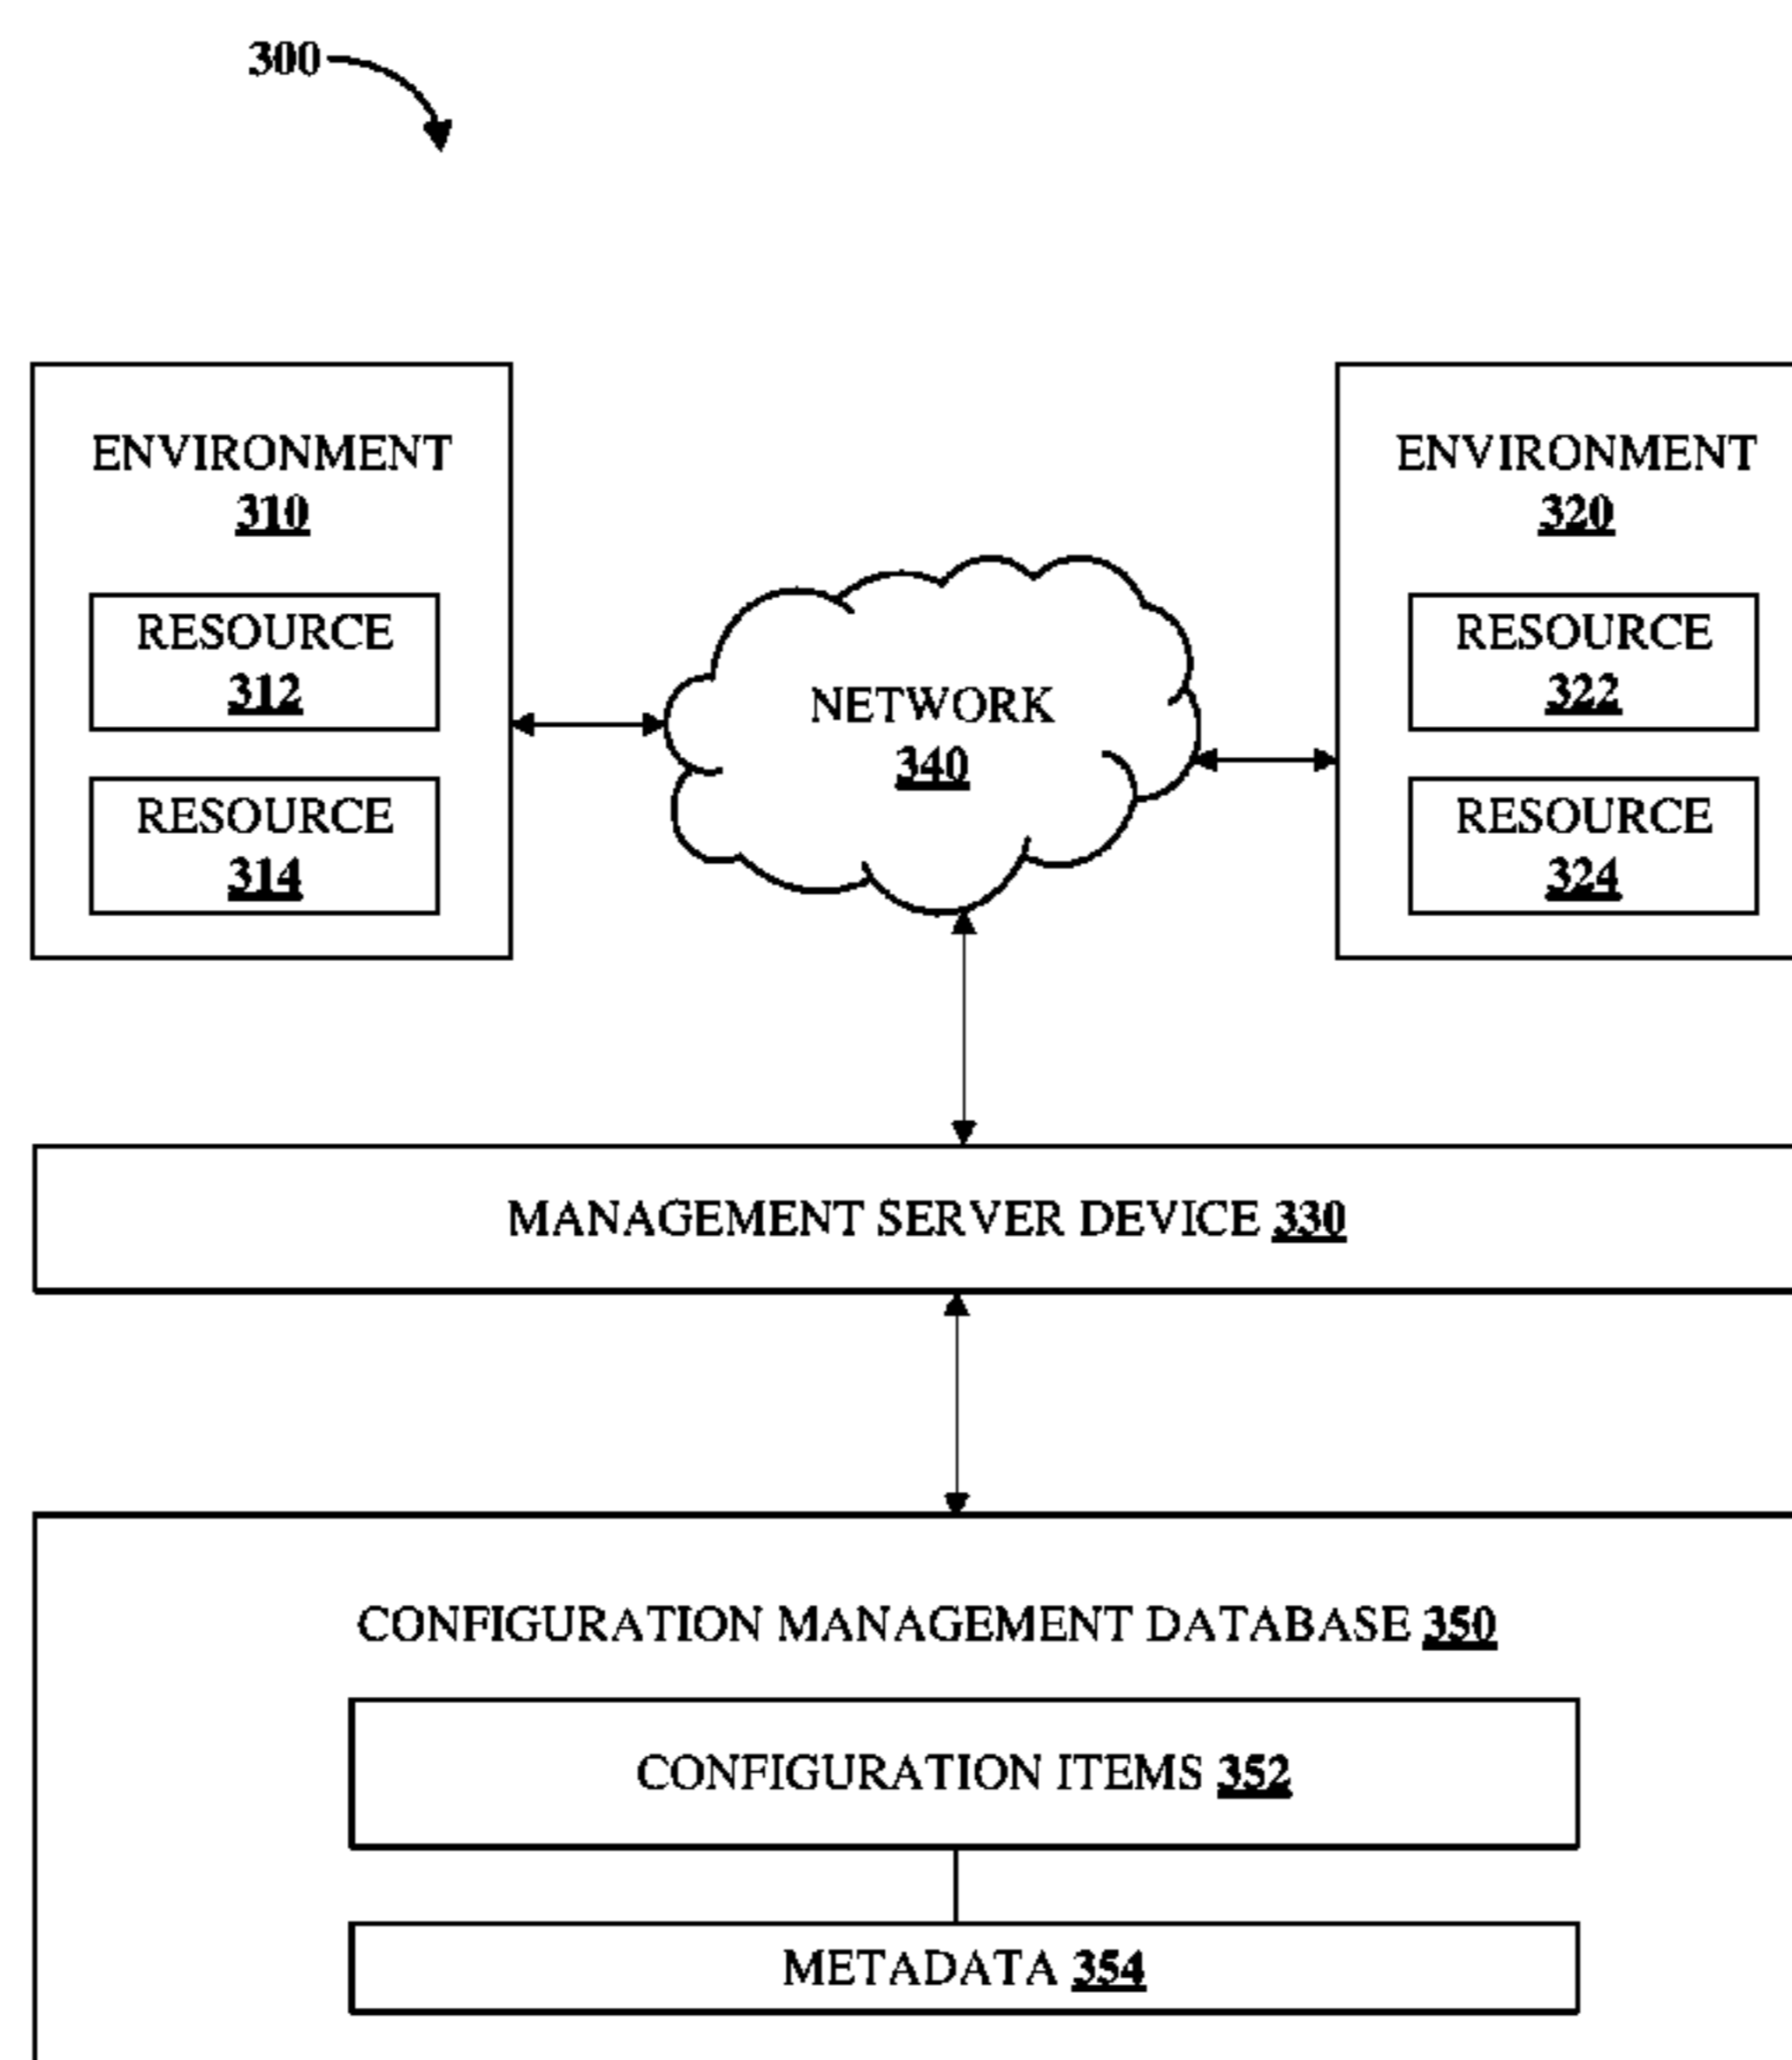 300
ENVIRONMENT
310
RESOURCE
312
RESOURCE
314
NETWORK
340
ENVIRONMENT
320
RESOURCE
322
RESOURCE
324
MANAGEMENT SERVER DEVICE 330
CONFIGURATION MANAGEMENT DATABASE 350
CONFIGURATION ITEMS 352
METADATA 354